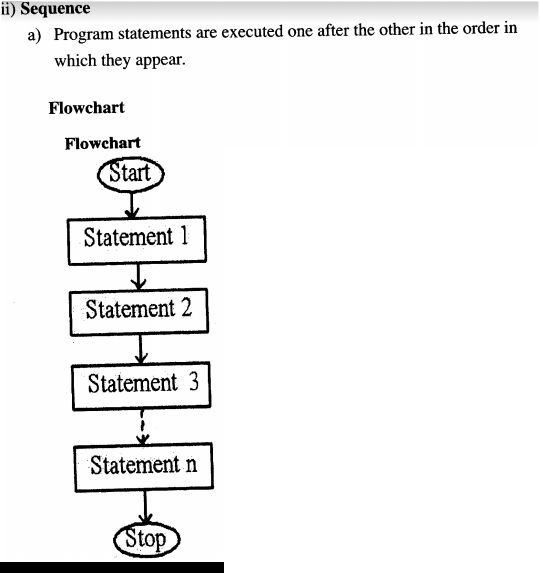 ii) Sequence
a) Program statements are executed one after the other in the order in
which they appear.
Flowchart
Flowchart
Start
Statement 1
Statement 2
Statement 3
Statement n
Stop